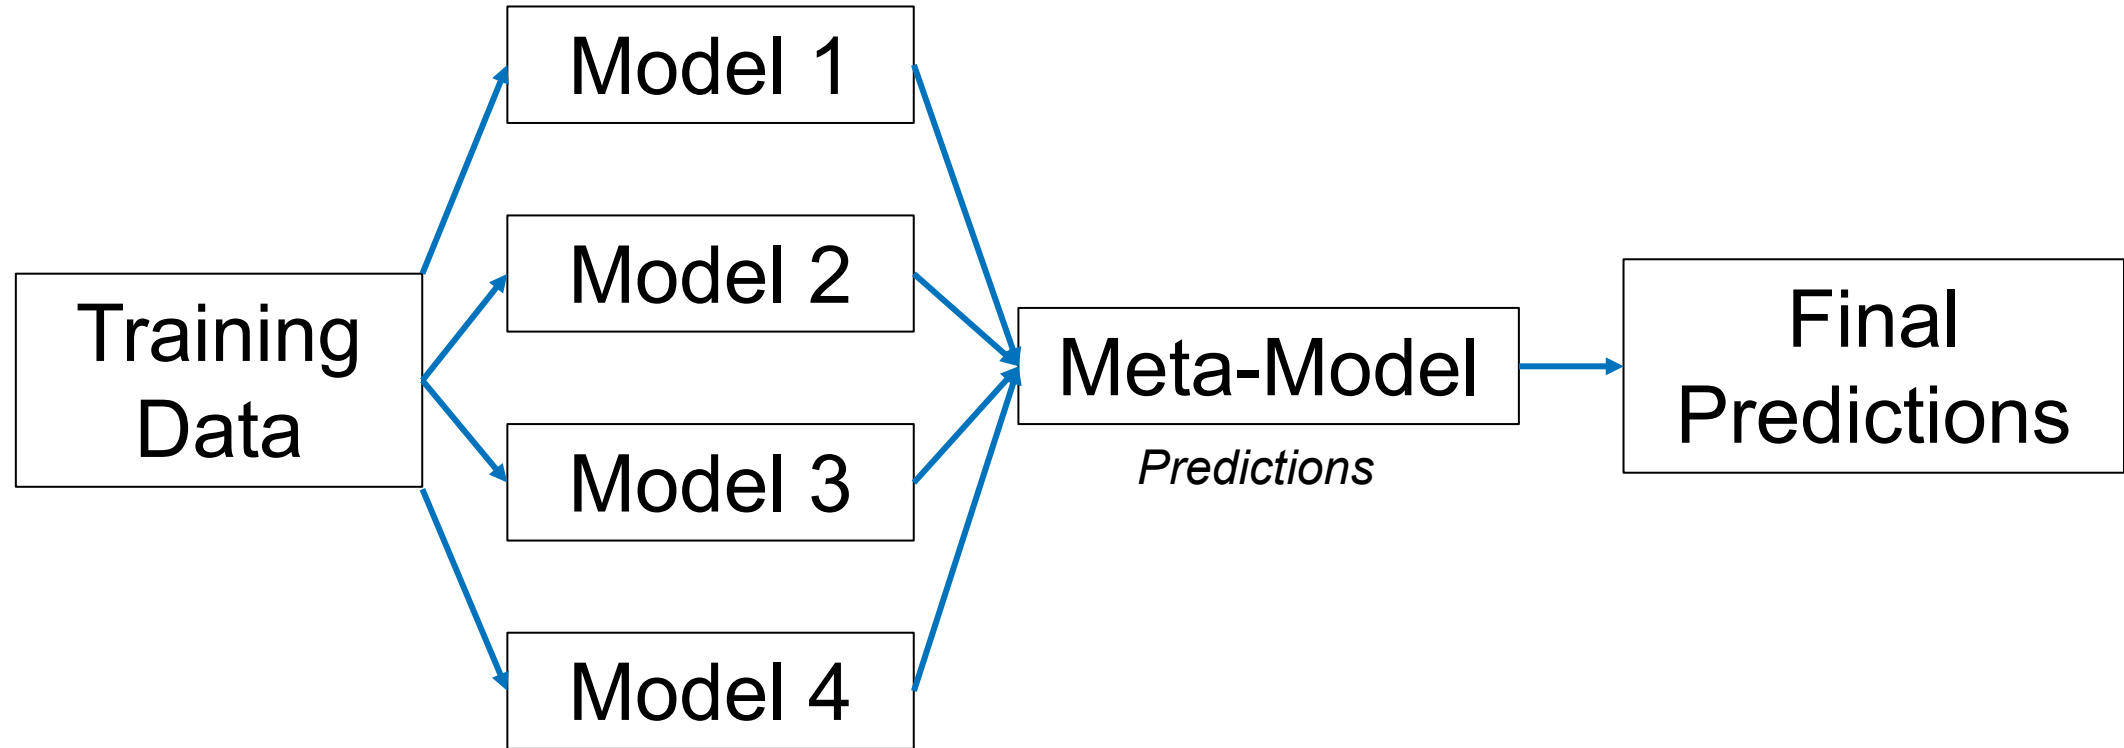 Training
Data
Model 1
Model 2
Model 3
Model 4
Meta-Model
Predictions
Final
Predictions